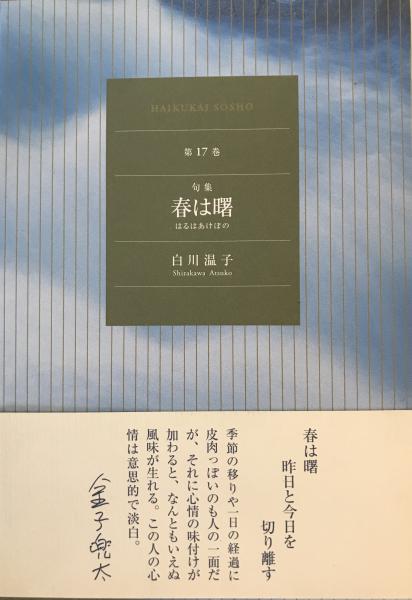 HAIKUKAI SOSHO
第17巻
句集
春は曙
はるはあけぼの
白川温子
Shirakawa Atsuko
春は曙
昨日と今日を
切り離す
季節の移りや一日の経過に
皮肉っぽいのも人の一面だ
が、それに心情の味付けが
加わると、なんともいえぬ
風味が生れる。この人の心
情は意思的で淡白。
金子兜太